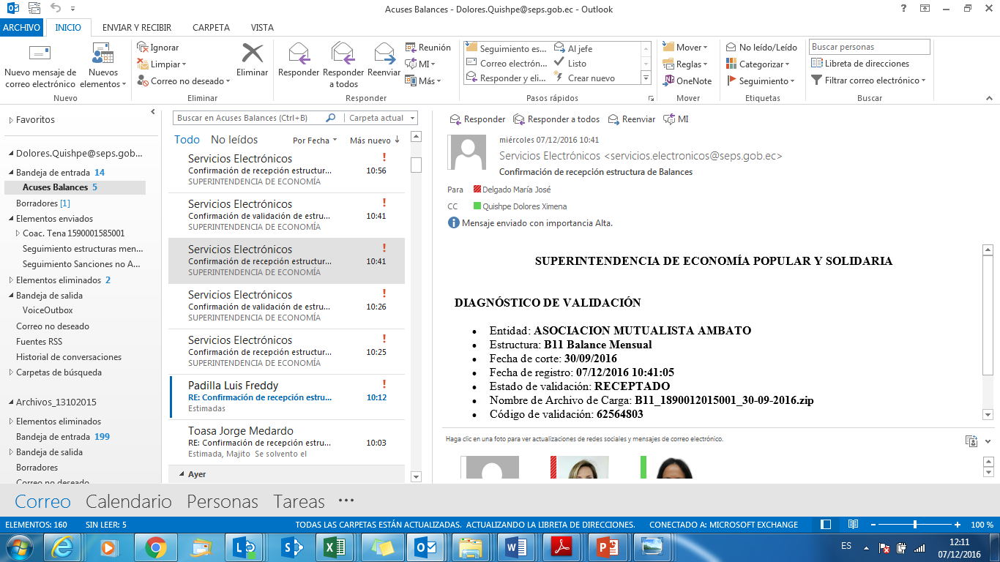 Acuses Balances - Dolores.Quishpe@seps.gob.ec - Outlook
ARCHIVO INICIO ENVIAR Y RECIBIR CARPETA VISTA
Nuevo mensaje de correo electrónico
Nuevos elementos
Nuevo
Ignorar
Limpiar
Correo no deseado
Eliminar
Eliminar
Responder
Responder a todos
Reenviar
Reunión
MI
Más
Responder
Seguimiento es...
Correo electrón...
Responder y eli...
Al jefe
Listo
Crear nuevo
Pasos rápidos
Mover
Reglas
OneNote
Mover
No leído/Leído
Categorizar
Seguimiento
Etiquetas
Buscar personas
Libreta de direcciones
Filtrar correo electrónico
Buscar
Favoritos
Dolores.Quishpe@seps.gob...
Bandeja de entrada 14
Acuses Balances 5
Borradores [1]
Elementos enviados
Coac. Tena 1590001585001
Seguimiento estructuras men...
Seguimiento Sanciones no A...
Elementos eliminados 2
Bandeja de salida
VoiceOutbox
Correo no deseado
Fuentes RSS
Historial de conversaciones
Carpetas de búsqueda
Archivos_13102015
Elementos eliminados
Bandeja de entrada 199
Bandeja de salida
Borradores
Correo no deseado
Buscar en Acuses Balances (Ctrl+B) Carpeta actual
Todo No leídos Por Fecha Más nuevo
Servicios Electrónicos
Confirmación de recepción estructur... 10:56
SUPERINTENDENCIA DE ECONOMÍA
Servicios Electrónicos
Confirmación de validación de estru... 10:41
SUPERINTENDENCIA DE ECONOMÍA
Servicios Electrónicos
Confirmación de recepción estructur... 10:41
SUPERINTENDENCIA DE ECONOMÍA
Servicios Electrónicos
Confirmación de validación de estru... 10:26
SUPERINTENDENCIA DE ECONOMÍA
Servicios Electrónicos
Confirmación de recepción estructur... 10:25
SUPERINTENDENCIA DE ECONOMÍA
Padilla Luis Freddy
RE: Confirmación de recepción estru... 10:12
Estimadas
Toasa Jorge Medardo
RE: Confirmación de recepción estru... 10:03
Estimada, Majito Se solvento el
Ayer
Responder Responder a todos Reenviar MI
miércoles 07/12/2016 10:41
Servicios Electrónicos <servicios.electronicos@seps.gob.ec>
Confirmación de recepción estructura de Balances
Para Delgado María José
CC Quishpe Dolores Ximena
Mensaje enviado con importancia Alta.
SUPERINTENDENCIA DE ECONOMÍA POPULAR Y SOLIDARIA
DIAGNÓSTICO DE VALIDACIÓN
• Entidad: ASOCIACION MUTUALISTA AMBATO
• Estructura: B11 Balance Mensual
• Fecha de corte: 30/09/2016
• Fecha de registro: 07/12/2016 10:41:05
• Estado de validación: RECEPTADO
• Nombre de Archivo de Carga: B11_1890012015001_30-09-2016.zip
• Código de validación: 62564803
Haga clic en una foto para ver actualizaciones de redes sociales y mensajes de correo electrónico.
Correo Calendario Personas Tareas •••
ELEMENTOS: 160 SIN LEER: 5 TODAS LAS CARPETAS ESTÁN ACTUALIZADAS. ACTUALIZANDO LA LIBRETA DE DIRECCIONES. CONECTADO A: MICROSOFT EXCHANGE 100 %
ES 12:11
07/12/2016